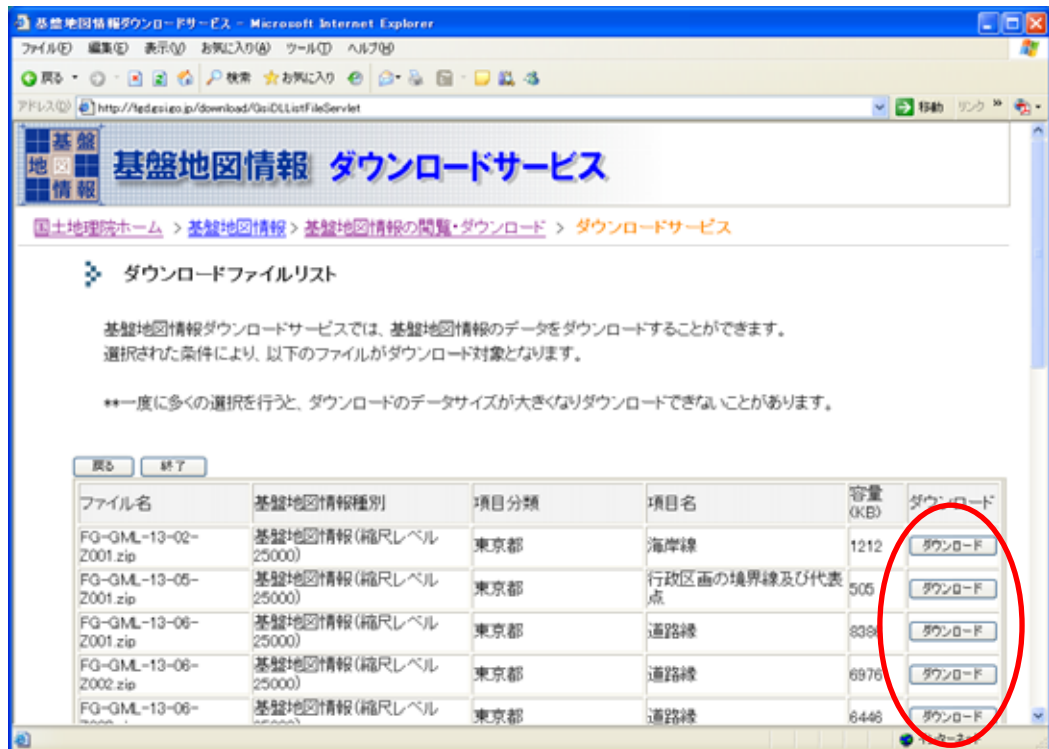 基盤地図情報ダウンロードサービス - Microsoft Internet Explorer
ファイル(F) 編集(E) 表示(V) お気に入り(A) ツール(T) ヘルプ(H)
戻る 検索 お気に入り
アドレス(D) http://fgd.gsi.go.jp/download/GsiDLListFileServlet 移動 リンク »
基盤地図情報
基盤地図情報 ダウンロードサービス
国土地理院ホーム > 基盤地図情報 > 基盤地図情報の閲覧・ダウンロード > ダウンロードサービス
ダウンロードファイルリスト
基盤地図情報ダウンロードサービスでは、基盤地図情報のデータをダウンロードすることができます。
選択された条件により、以下のファイルがダウンロード対象となります。
**一度に多くの選択を行うと、ダウンロードのデータサイズが大きくなりダウンロードできないことがあります。
戻る 終了
ファイル名 基盤地図情報種別 項目分類 項目名 容量(KB) ダウンロード
FG-GML-13-02-Z001.zip 基盤地図情報(縮尺レベル25000) 東京都 海岸線 1212 ダウンロード
FG-GML-13-05-Z001.zip 基盤地図情報(縮尺レベル25000) 東京都 行政区画の境界線及び代表点 505 ダウンロード
FG-GML-13-06-Z001.zip 基盤地図情報(縮尺レベル25000) 東京都 道路縁 ダウンロード
FG-GML-13-06-Z002.zip 基盤地図情報(縮尺レベル25000) 東京都 道路縁 6976 ダウンロード
FG-GML-13-06- 基盤地図情報(縮尺レベル 東京都 道路縁 6446 ダウンロード
インターネット